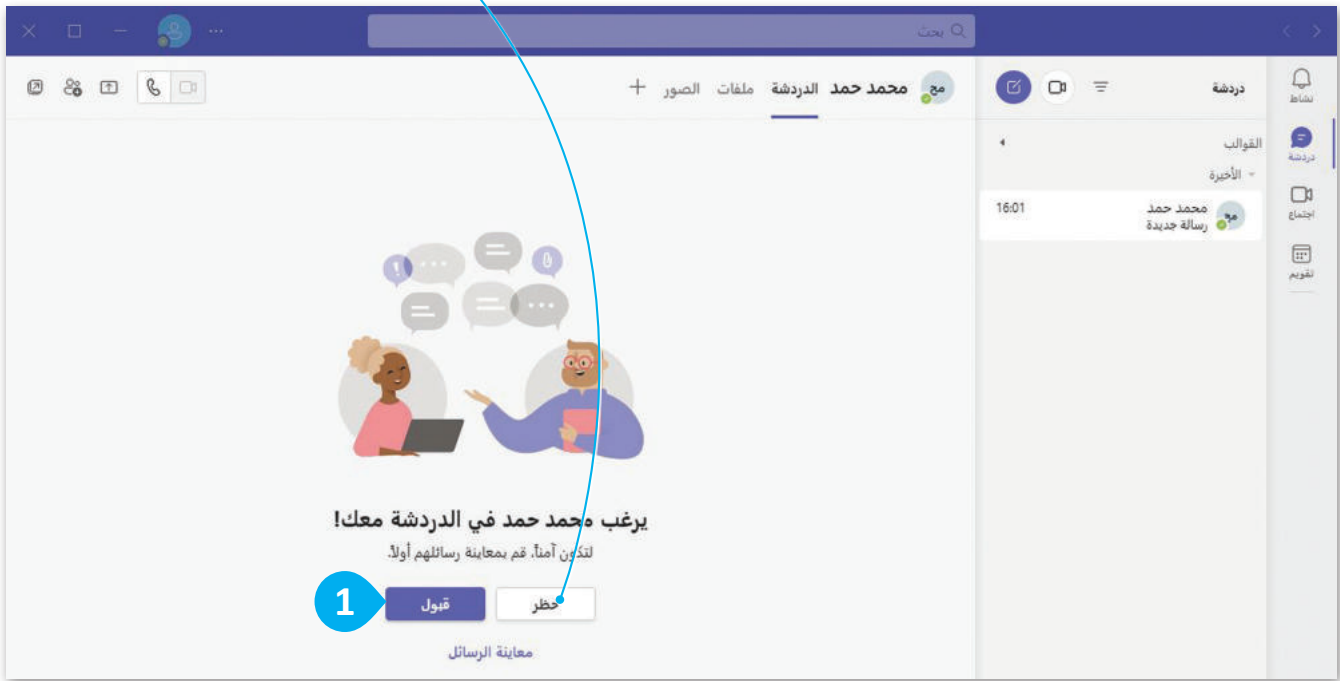 بحث
نشاط
دردشة
اجتماع
تقويم
دردشة
القوالب
الأخيرة
مح محمد حمد 16:01
رسالة جديدة
مح محمد حمد الدردشة ملفات الصور +
يرغب محمد حمد في الدردشة معك!
لتكون آمناً، قم بمعاينة رسائلهم أولاً.
حظر قبول 1
معاينة الرسائل